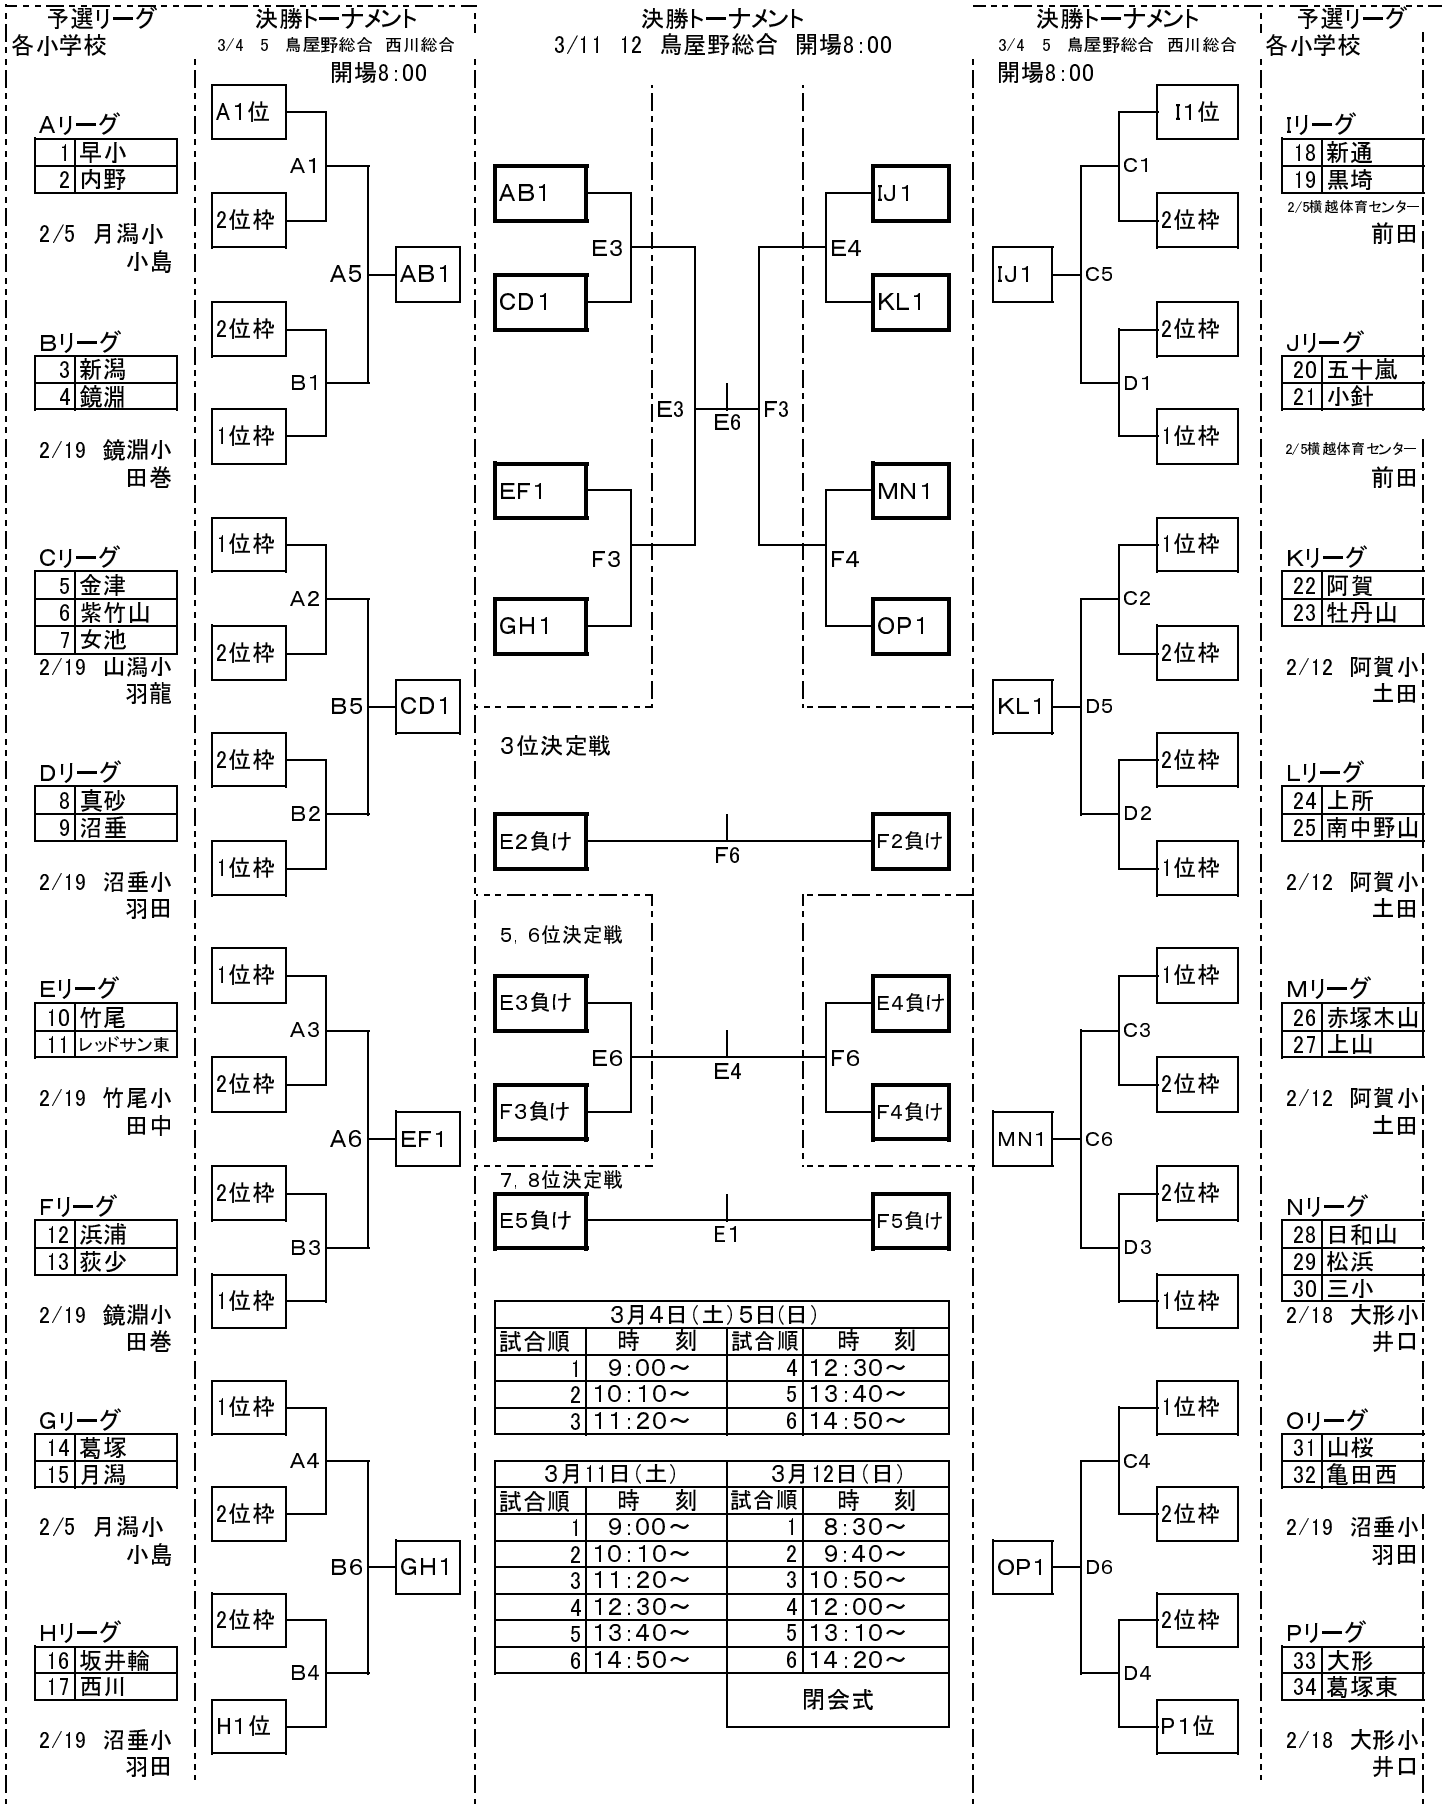 予選リーグ
各小学校
Aリーグ
1 早小
2 内野
2/5 月潟小
小島
Bリーグ
3 新潟
4 鏡淵
2/19 鏡淵小
田巻
Cリーグ
5 金津
6 紫竹山
7 女池
2/19 山潟小
羽龍
Dリーグ
8 真砂
9 沼垂
2/19 沼垂小
羽田
Eリーグ
10 竹尾
11 レッドサン東
2/19 竹尾小
田中
Fリーグ
12 浜浦
13 荻少
2/19 鏡淵小
田巻
Gリーグ
14 葛塚
15 月潟
2/5 月潟小
小島
Hリーグ
16 坂井輪
17 西川
2/19 沼垂小
羽田
決勝トーナメント
3/4 5 鳥屋野総合 西川総合
開場8:00
A1位
A1
2位枠
A5
AB1
2位枠
B1
1位枠
1位枠
A2
2位枠
B5
CD1
2位枠
B2
1位枠
1位枠
A3
2位枠
A6
EF1
2位枠
B3
1位枠
1位枠
A4
2位枠
B6
GH1
2位枠
B4
H1位
決勝トーナメント
3/11 12 鳥屋野総合 開場8:00
AB1
IJ1
E3
E4
CD1
KL1
E3
E6
F3
EF1
MN1
F3
F4
GH1
OP1
3位決定戦
E2負け
F6
F2負け
5,6位決定戦
E3負け
E4負け
E6
E4
F6
F3負け
F4負け
7,8位決定戦
E5負け
E1
F5負け
3月4日(土)5日(日)
試合順 時 刻 試合順 時 刻
1 9:00～ 4 12:30～
2 10:10～ 5 13:40～
3 11:20～ 6 14:50～
3月11日(土) 3月12日(日)
試合順 時 刻 試合順 時 刻
1 9:00～ 1 8:30～
2 10:10～ 2 9:40～
3 11:20～ 3 10:50～
4 12:30～ 4 12:00～
5 13:40～ 5 13:10～
6 14:50～ 6 14:20～
閉会式
決勝トーナメント
3/4 5 鳥屋野総合 西川総合
開場8:00
I1位
C1
2位枠
IJ1
C5
2位枠
D1
1位枠
1位枠
C2
2位枠
KL1
D5
2位枠
D2
1位枠
1位枠
C3
2位枠
MN1
C6
2位枠
D3
1位枠
1位枠
C4
2位枠
OP1
D6
2位枠
D4
P1位
予選リーグ
各小学校
Iリーグ
18 新通
19 黒埼
2/5横越体育センター
前田
Jリーグ
20 五十嵐
21 小針
2/5横越体育センター
前田
Kリーグ
22 阿賀
23 牡丹山
2/12 阿賀小
土田
Lリーグ
24 上所
25 南中野山
2/12 阿賀小
土田
Mリーグ
26 赤塚木山
27 上山
2/12 阿賀小
土田
Nリーグ
28 日和山
29 松浜
30 三小
2/18 大形小
井口
Oリーグ
31 山桜
32 亀田西
2/19 沼垂小
羽田
Pリーグ
33 大形
34 葛塚東
2/18 大形小
井口